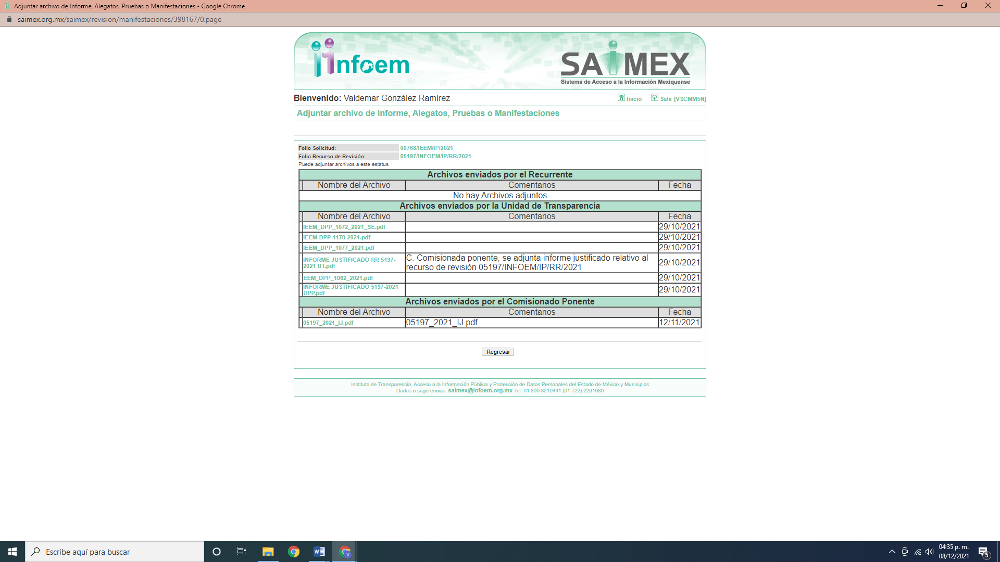 Adjuntar archivo de Informe, Alegatos, Pruebas o Manifestaciones - Google Chrome
saimex.org.mx/saimex/revision/manifestaciones/398167/0.page
infoem
SAIMEX
Sistema de Acceso a la Información Mexiquense
Bienvenido: Valdemar González Ramírez
Inicio
Salir [VSCMM5N]
Adjuntar archivo de Informe, Alegatos, Pruebas o Manifestaciones
Folio Solicitud: 00768/IEEM/IP/2021
Folio Recurso de Revisión: 05197/INFOEM/IP/RR/2021
Puede adjuntar archivos a este estatus
Archivos enviados por el Recurrente
Nombre del Archivo Comentarios Fecha
No hay Archivos adjuntos
Archivos enviados por la Unidad de Transparencia
Nombre del Archivo Comentarios Fecha
IEEM_DPP_1072_2021_SE.pdf 29/10/2021
IEEM-DPP-1178-2021.pdf 29/10/2021
IEEM_DPP_1077_2021.pdf 29/10/2021
INFORME JUSTIFICADO RR 5197-
2021 UT.pdf
C. Comisionada ponente, se adjunta informe justificado relativo al
recurso de revisión 05197/INFOEM/IP/RR/2021
29/10/2021
EEM_DPP_1062_2021.pdf 29/10/2021
INFORME JUSTIFICADO 5197-2021
DPP.pdf
29/10/2021
Archivos enviados por el Comisionado Ponente
Nombre del Archivo Comentarios Fecha
05197_2021_IJ.pdf 05197_2021_IJ.pdf 12/11/2021
Regresar
Instituto de Transparencia, Acceso a la Información Pública y Protección de Datos Personales del Estado de México y Municipios
Dudas o sugerencias: saimex@infoem.org.mx Tel. 01 800 8210441 (01 722) 2261980
Escribe aquí para buscar
04:35 p. m.
08/12/2021
5